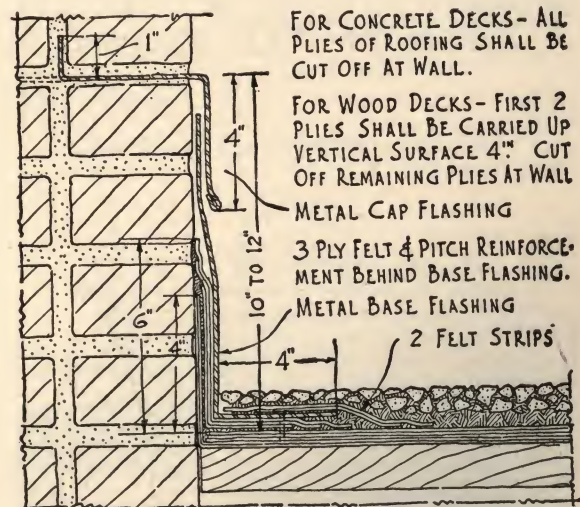 FOR CONCRETE DECKS - ALL
PLIES OF ROOFING SHALL BE
CUT OFF AT WALL.
FOR WOOD DECKS - FIRST 2
PLIES SHALL BE CARRIED UP
VERTICAL SURFACE 4". CUT
OFF REMAINING PLIES AT WALL
METAL CAP FLASHING
3 PLY FELT & PITCH REINFORCE-
MENT BEHIND BASE FLASHING.
METAL BASE FLASHING
2 FELT STRIPS
1"
4"
10" TO 12"
6"
4"
4"